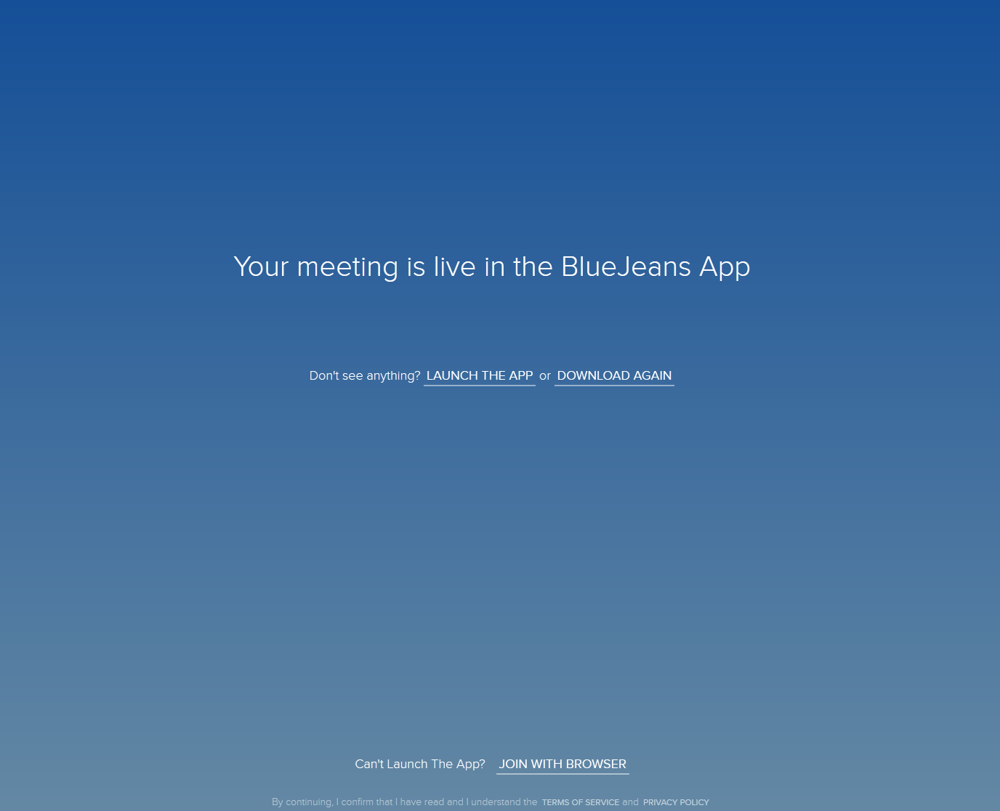 Your meeting is live in the BlueJeans App
Don't see anything? LAUNCH THE APP or DOWNLOAD AGAIN
Can't Launch The App? JOIN WITH BROWSER
By continuing, I confirm that I have read and I understand the TERMS OF SERVICE and PRIVACY POLICY